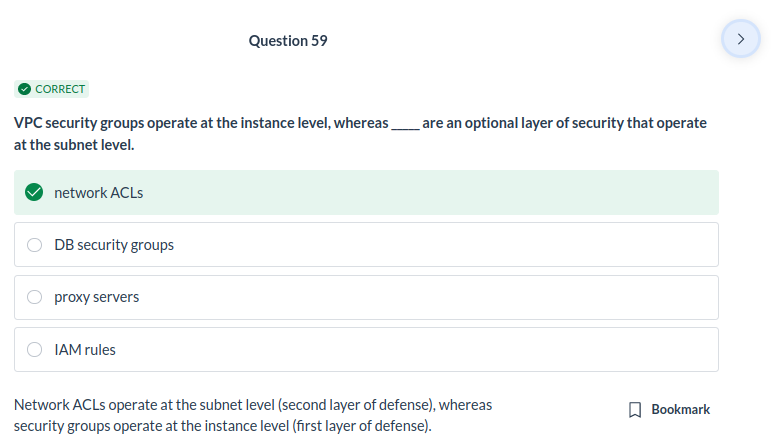 Question 59
CORRECT
VPC security groups operate at the instance level, whereas _____ are an optional layer of security that operate
at the subnet level.
network ACLs
DB security groups
proxy servers
IAM rules
Network ACLs operate at the subnet level (second layer of defense), whereas
security groups operate at the instance level (first layer of defense).
Bookmark